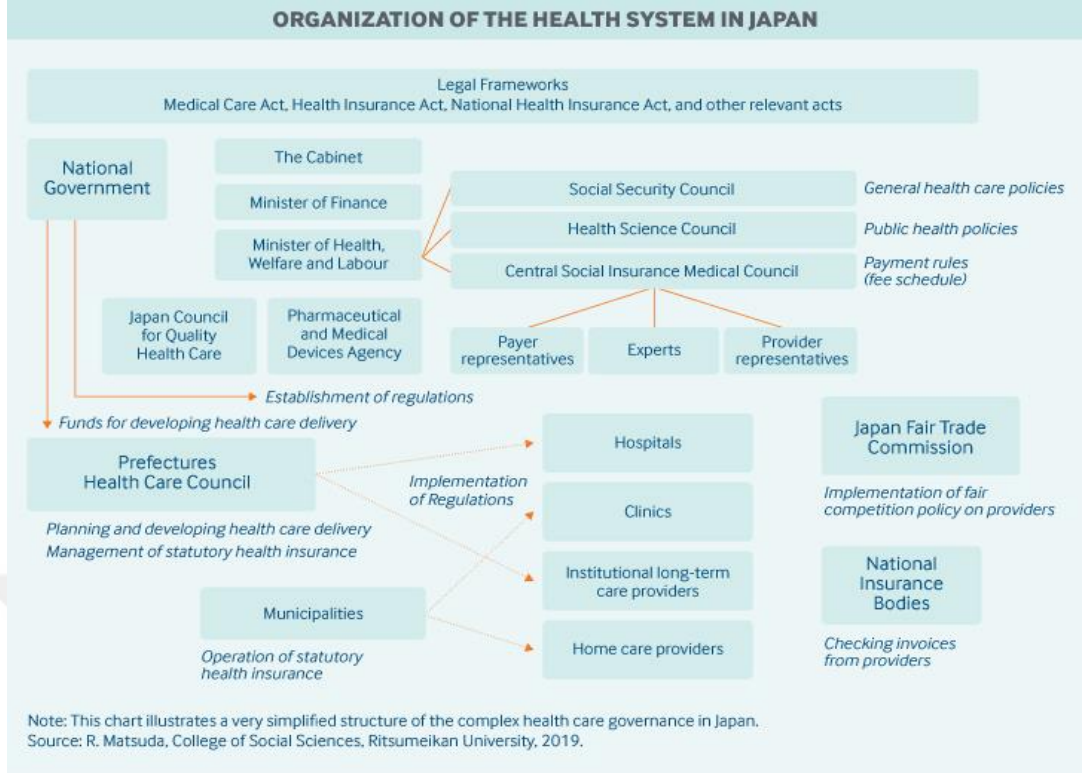 ORGANIZATION OF THE HEALTH SYSTEM IN JAPAN
Legal Frameworks
Medical Care Act, Health Insurance Act, National Health Insurance Act, and other relevant acts
National
Government
The Cabinet
Minister of Finance
Minister of Health,
Welfare and Labour
Social Security Council
General health care policies
Health Science Council
Public health policies
Central Social Insurance Medical Council
Payment rules
(fee schedule)
Japan Council
for Quality
Health Care
Pharmaceutical
and Medical
Devices Agency
Payer
representatives
Experts
Provider
representatives
Establishment of regulations
Funds for developing health care delivery
Prefectures
Health Care Council
Planning and developing health care delivery
Management of statutory health insurance
Implementation
of Regulations
Municipalities
Operation of statutory
health insurance
Hospitals
Clinics
Institutional long-term
care providers
Home care providers
Japan Fair Trade
Commission
Implementation of fair
competition policy on providers
National
Insurance
Bodies
Checking invoices
from providers
Note: This chart illustrates a very simplified structure of the complex health care governance in Japan.
Source: R. Matsuda, College of Social Sciences, Ritsumeikan University, 2019.